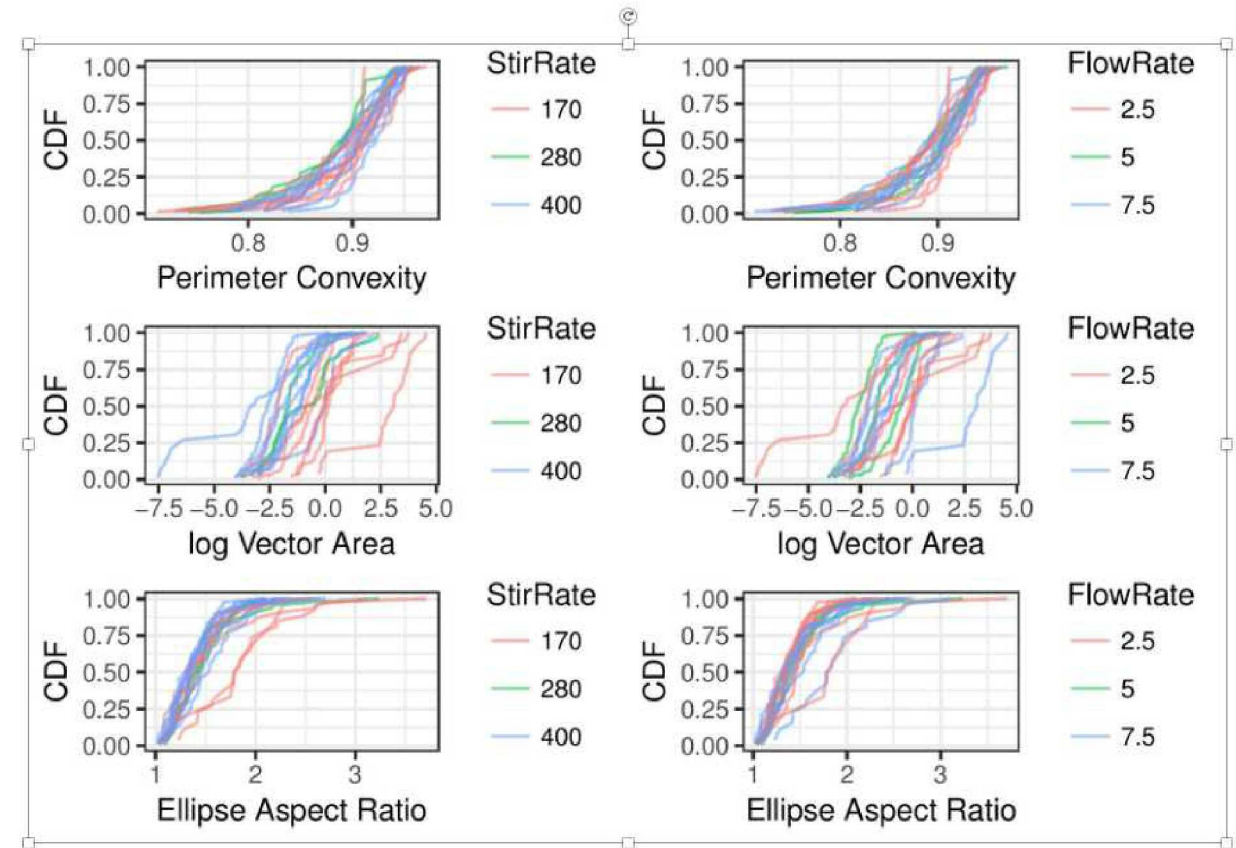 1.00
0.75
0.50
0.25
0.00
CDF
0.8 0.9
Perimeter Convexity
StirRate
170
280
400
1.00
0.75
0.50
0.25
0.00
CDF
0.8 0.9
Perimeter Convexity
FlowRate
2.5
5
7.5
1.00
0.75
0.50
0.25
0.00
CDF
−7.5 −5.0 −2.5 0.0 2.5 5.0
log Vector Area
StirRate
170
280
400
1.00
0.75
0.50
0.25
0.00
CDF
−7.5 −5.0 −2.5 0.0 2.5 5.0
log Vector Area
FlowRate
2.5
5
7.5
1.00
0.75
0.50
0.25
0.00
CDF
1 2 3
Ellipse Aspect Ratio
StirRate
170
280
400
1.00
0.75
0.50
0.25
0.00
CDF
1 2 3
Ellipse Aspect Ratio
FlowRate
2.5
5
7.5